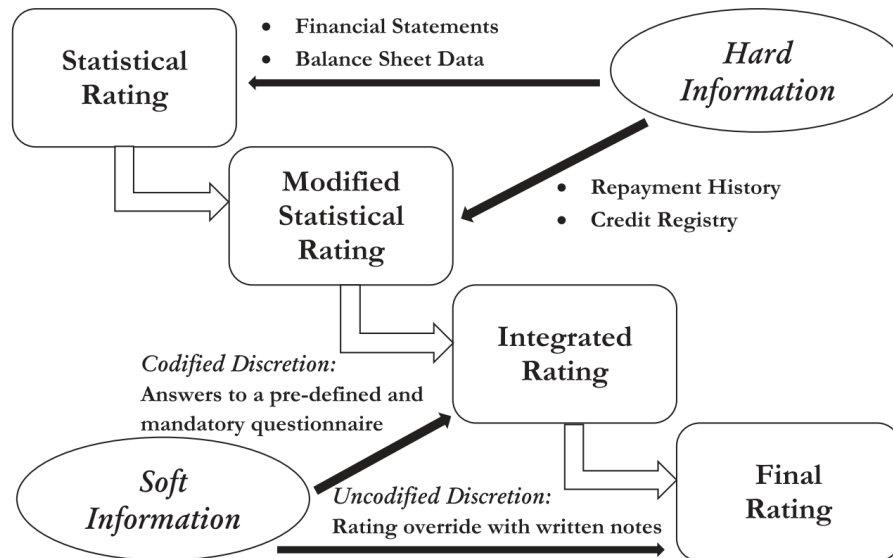 Statistical
Rating
• Financial Statements
• Balance Sheet Data
Hard
Information
Modified
Statistical
Rating
• Repayment History
• Credit Registry
Integrated
Rating
Codified Discretion:
Answers to a pre-defined and
mandatory questionnaire
Soft
Information
Uncodified Discretion:
Rating override with written notes
Final
Rating